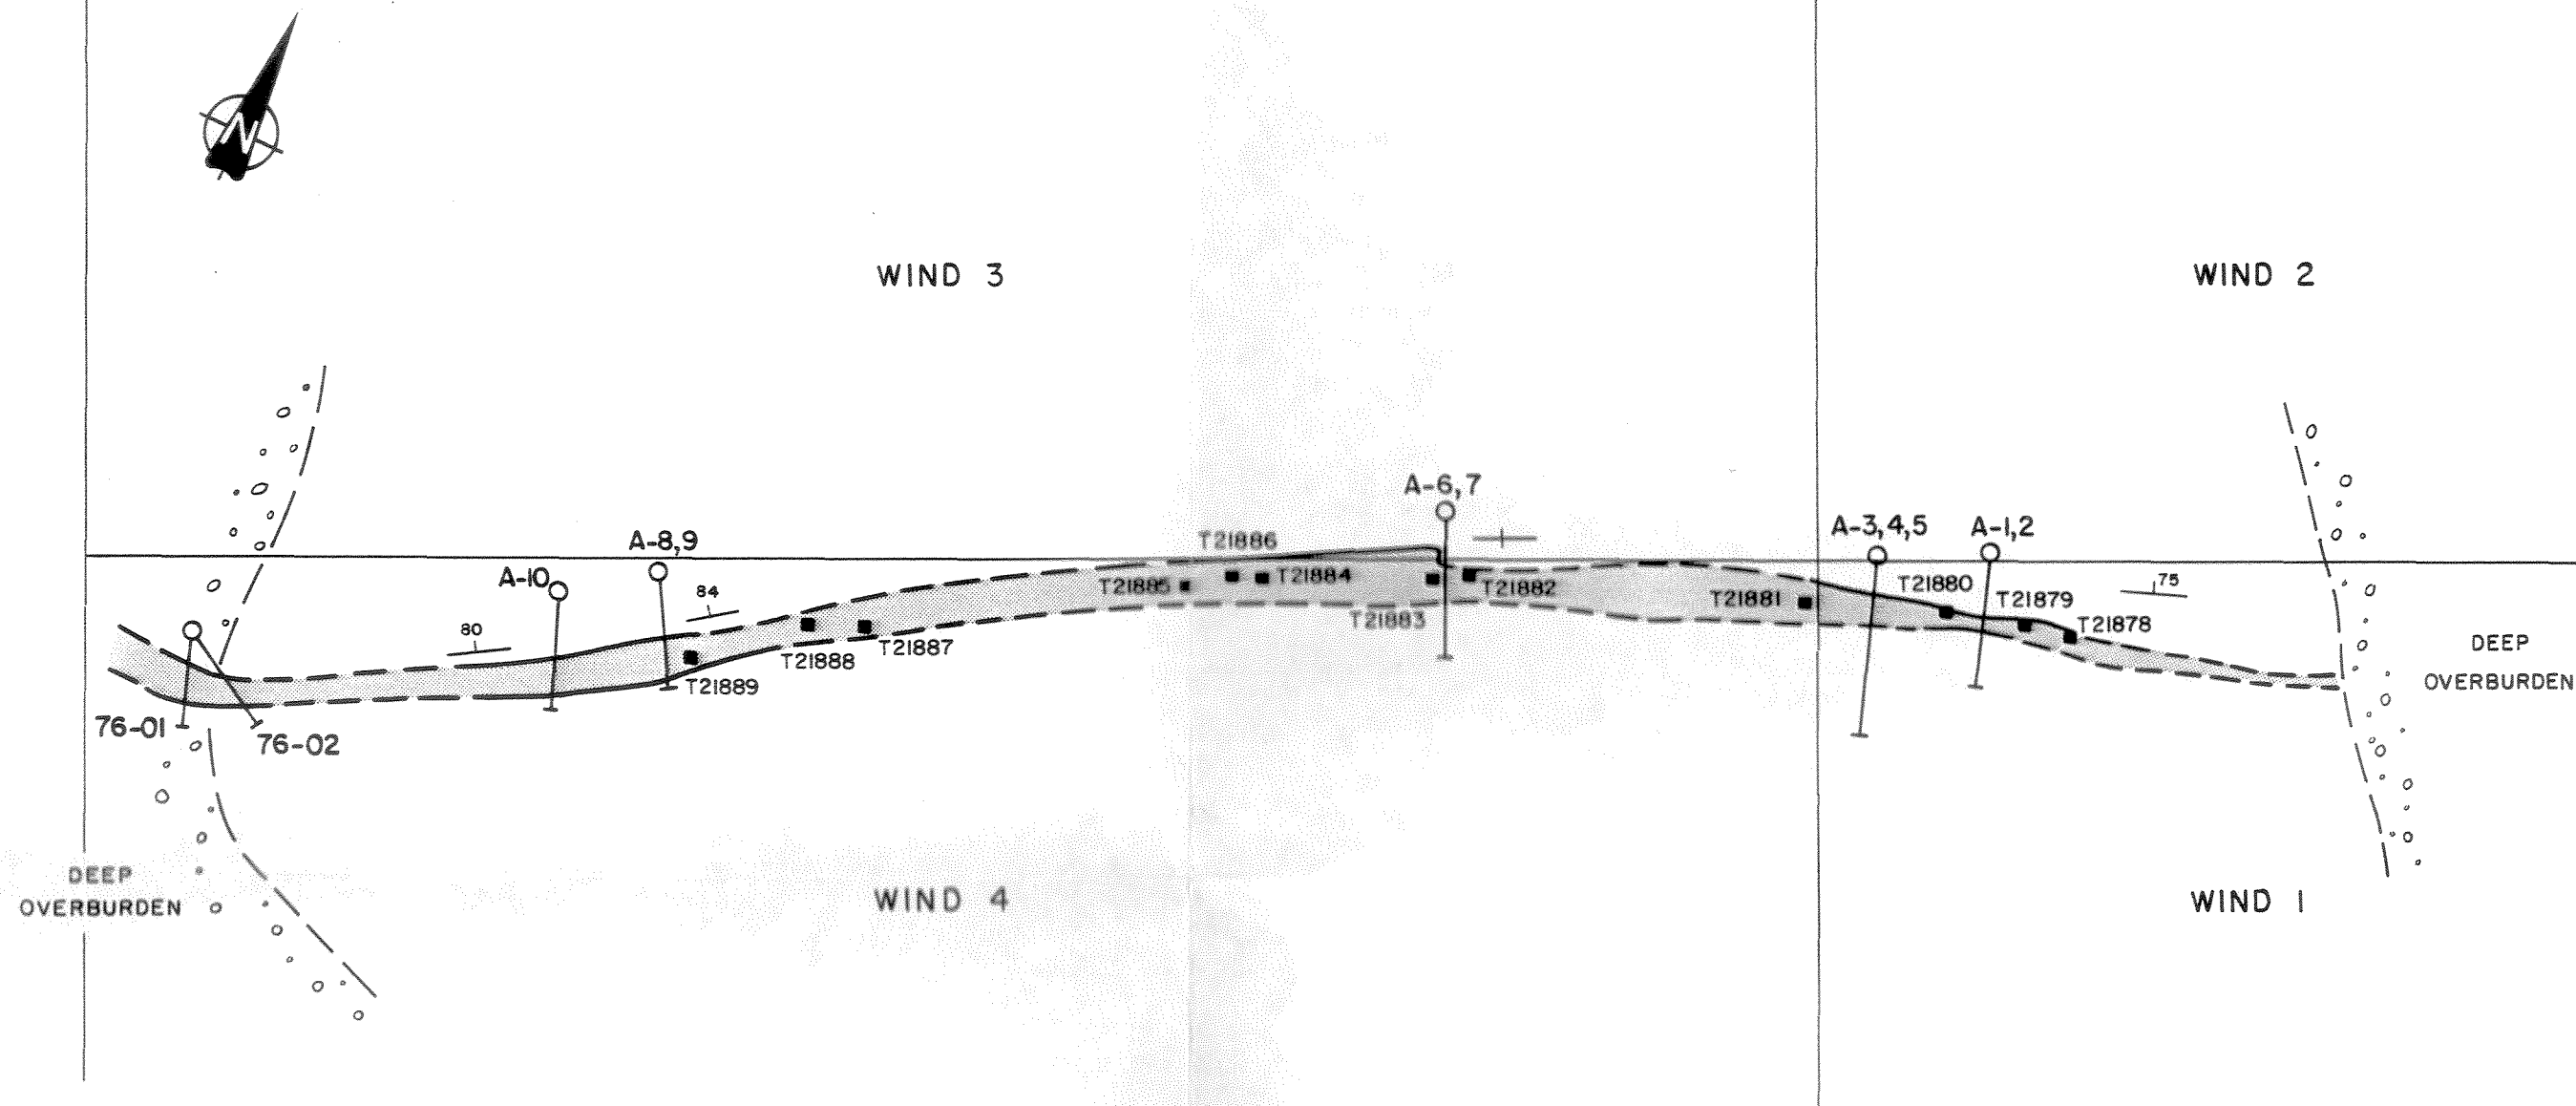 N
WIND 3
WIND 2
A-6,7
A-3,4,5
A-1,2
A-8,9
T21886
A-10
84
T21885
T21884
T21882
T21881
T21880
T21879
75
T21883
T21878
80
T21888
T21887
T21889
DEEP
OVERBURDEN
76-01
76-02
DEEP
OVERBURDEN
WIND 4
WIND 1